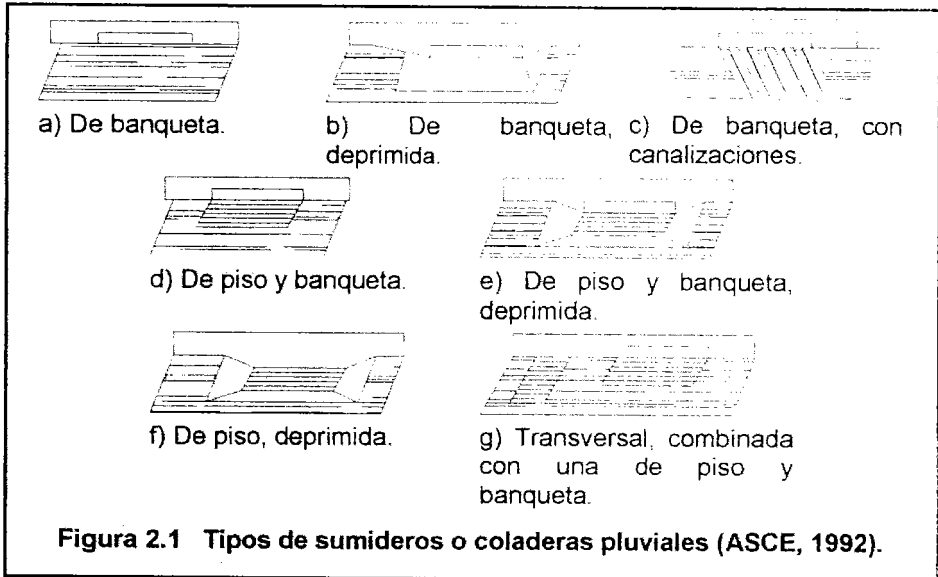 a) De banqueta.
b) De banqueta,
deprimida.
c) De banqueta, con
canalizaciones.
d) De piso y banqueta.
e) De piso y banqueta,
deprimida.
f) De piso, deprimida.
g) Transversal, combinada
con una de piso y
banqueta.
Figura 2.1 Tipos de sumideros o coladeras pluviales (ASCE, 1992).